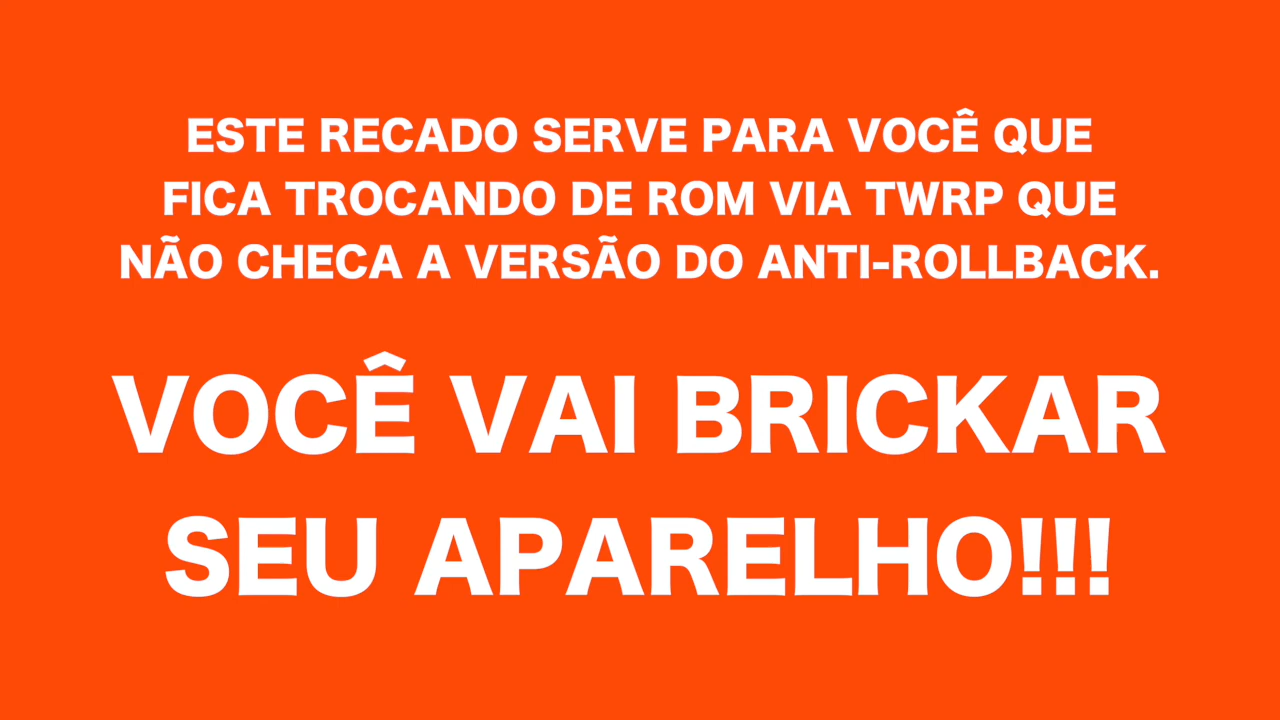 ESTE RECADO SERVE PARA VOCÊ QUE
FICA TROCANDO DE ROM VIA TWRP QUE
NÃO CHECA A VERSÃO DO ANTI-ROLLBACK.
VOCÊ VAI BRICKAR
SEU APARELHO!!!